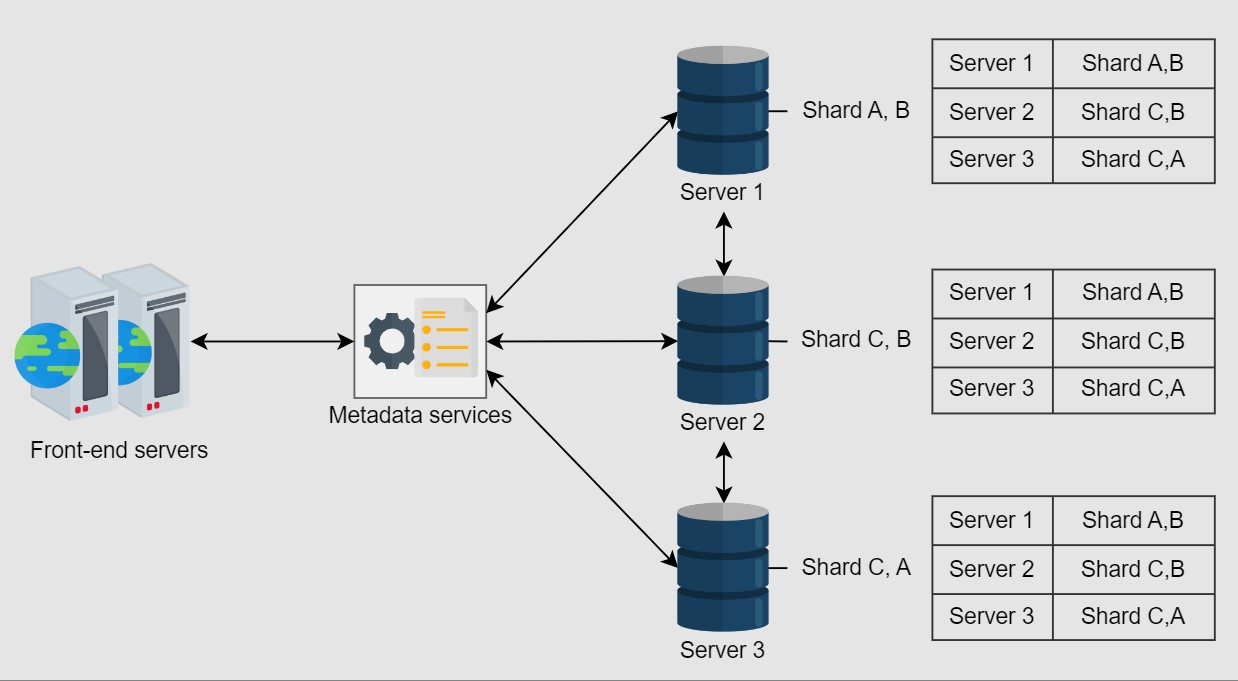 Server 1 Shard A,B
Shard A, B
Server 2 Shard C,B
Server 3 Shard C,A
Server 1
Server 1 Shard A,B
Shard C, B
Server 2 Shard C,B
Server 3 Shard C,A
Metadata services
Server 2
Front-end servers
Server 1 Shard A,B
Shard C, A
Server 2 Shard C,B
Server 3 Shard C,A
Server 3